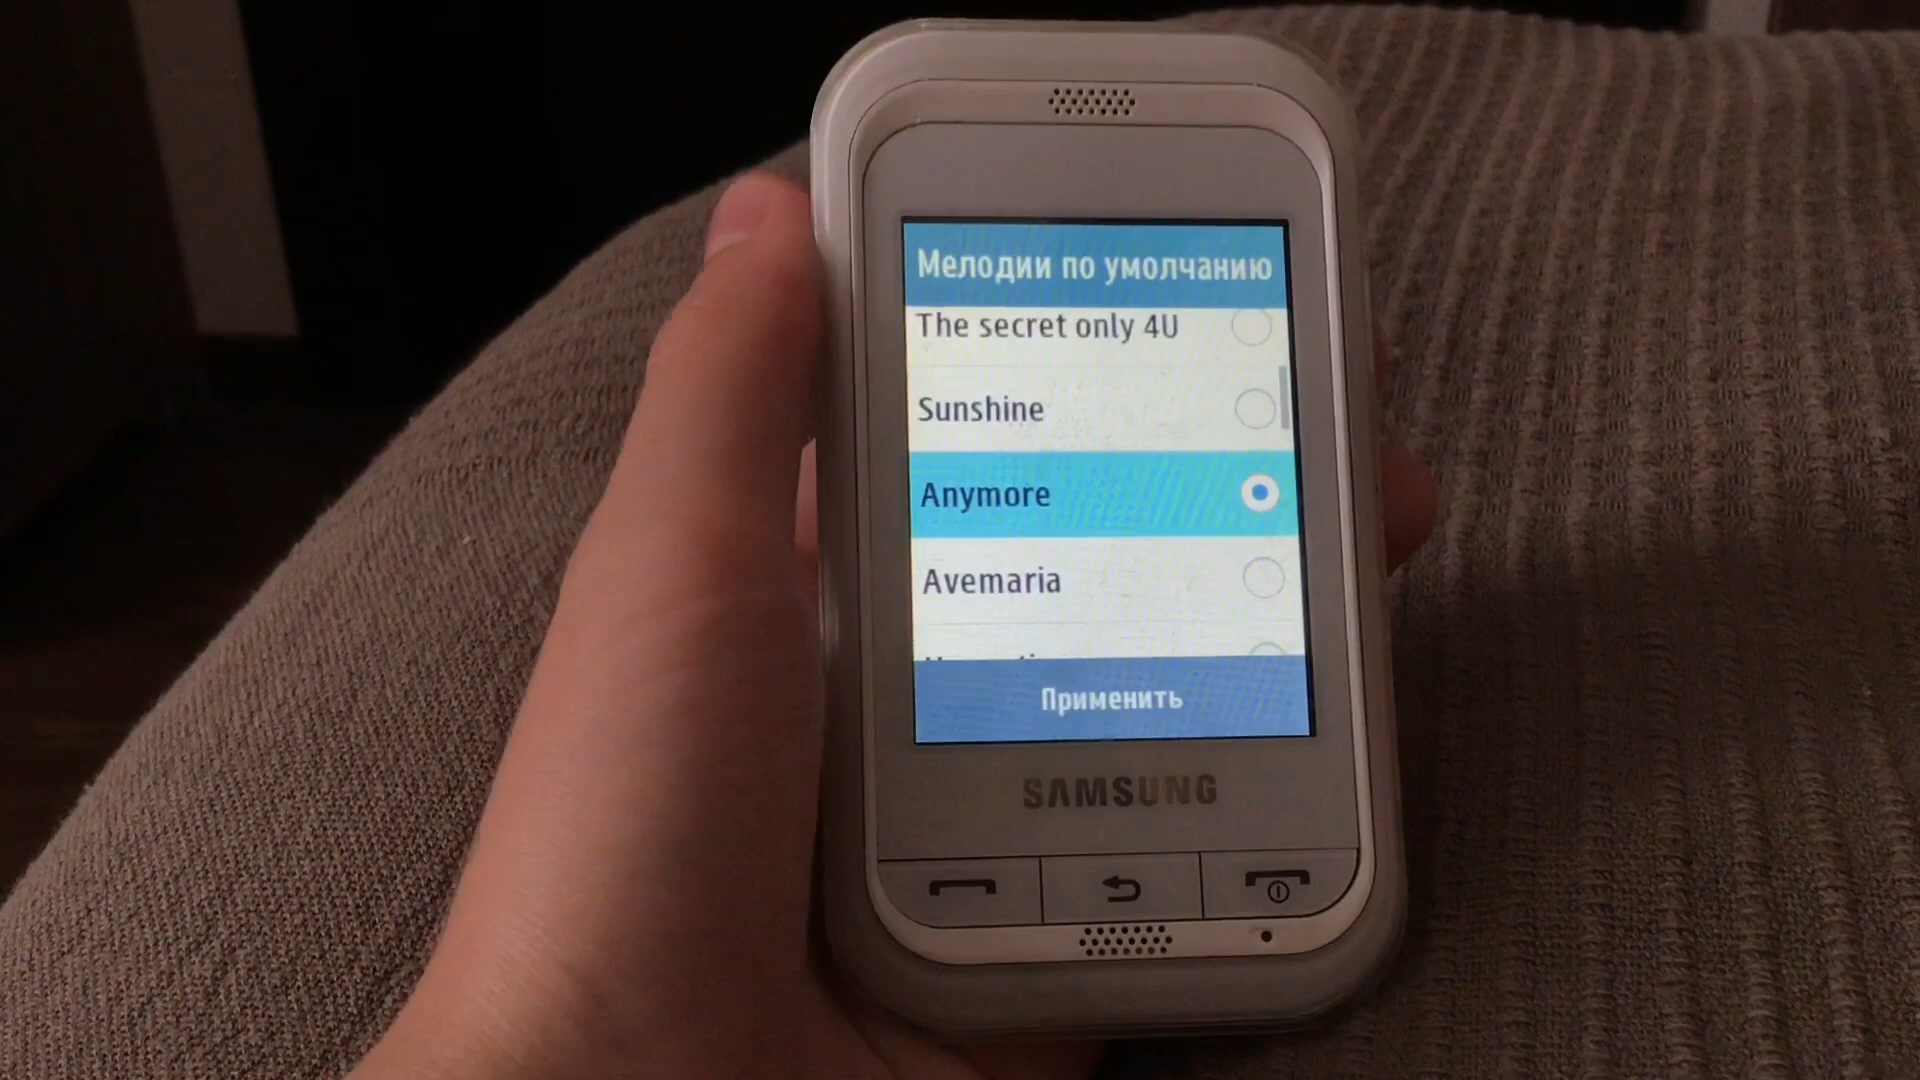 Мелодии по умолчанию
The secret only 4U
Sunshine
Anymore
Avemaria
Применить
SAMSUNG